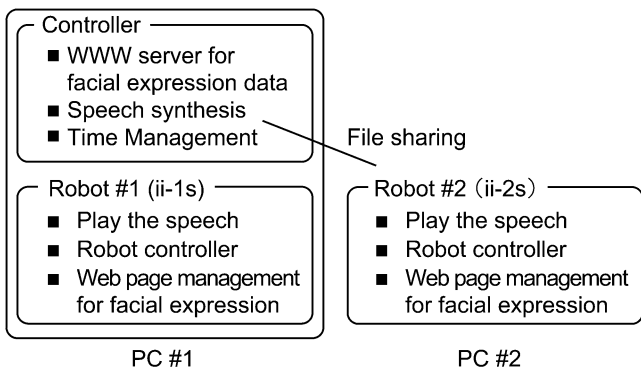 Controller
■ WWW server for
facial expression data
■ Speech synthesis
■ Time Management
File sharing
Robot #1 (ii-1s)
■ Play the speech
■ Robot controller
■ Web page management
for facial expression
Robot #2 (ii-2s)
■ Play the speech
■ Robot controller
■ Web page management
for facial expression
PC #1
PC #2